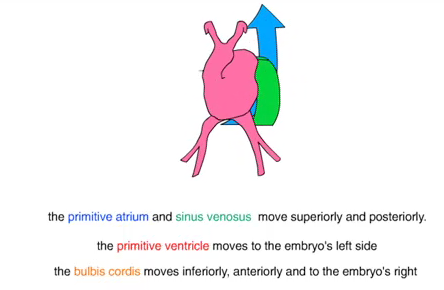 the primitive atrium and sinus venosus move superiorly and posteriorly.
the primitive ventricle moves to the embryo's left side
the bulbis cordis moves inferiorly, anteriorly and to the embryo's right